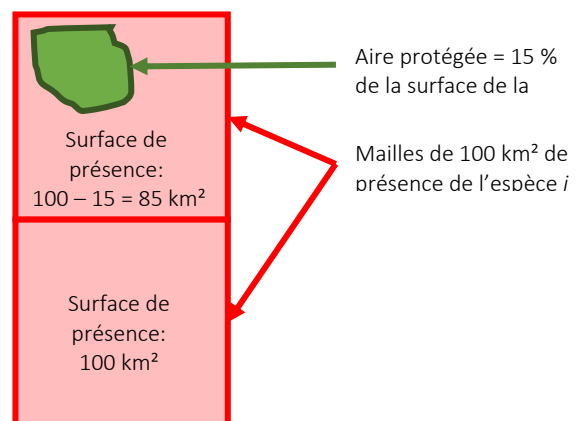 Aire protégée = 15 %
de la surface de la
Surface de
présence:
100 – 15 = 85 km²
Mailles de 100 km² de
présence de l’espèce i
Surface de
présence:
100 km²